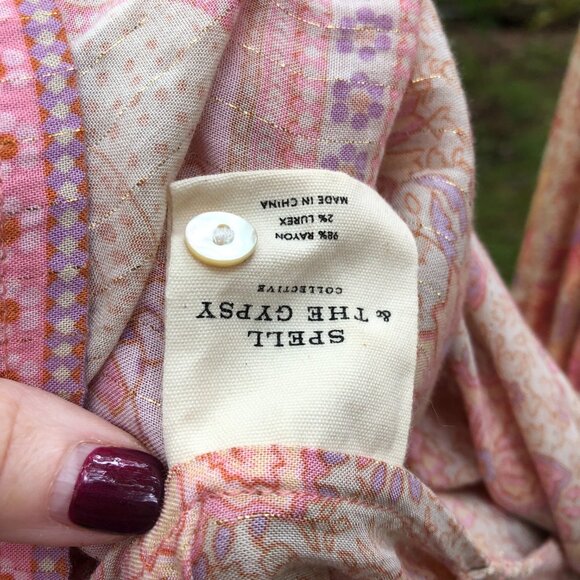 SPELL
& THE GYPSY
COLLECTIVE
98% RAYON
2% LUREX
MADE IN CHINA